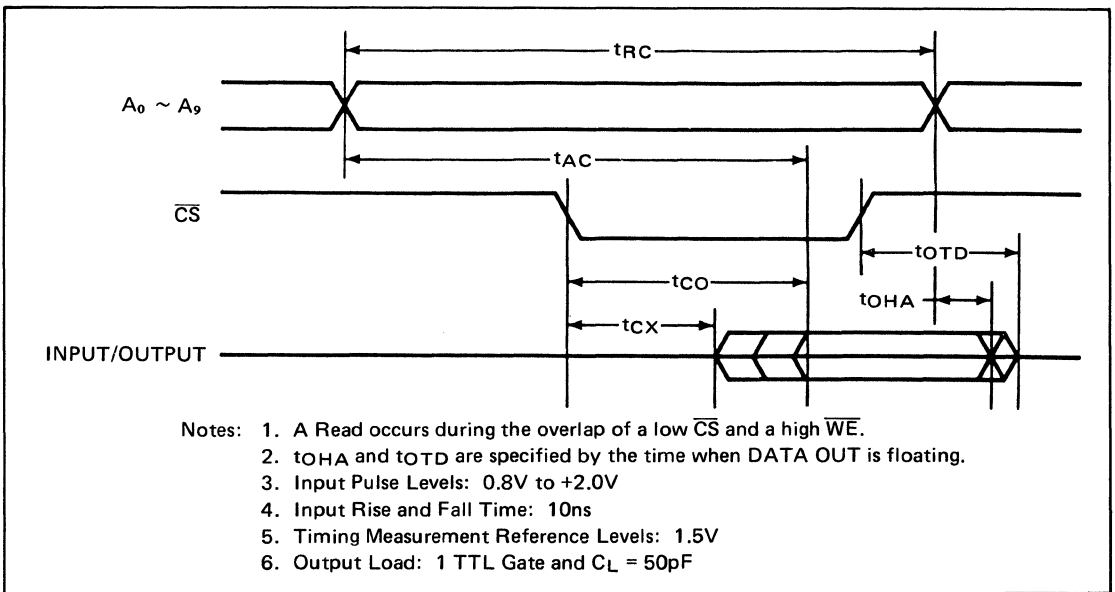 tRC
A₀ ~ A₉
tAC
C̅S̅
tOTD
tCO
tOHA
tCX
INPUT/OUTPUT
Notes: 1. A Read occurs during the overlap of a low C̅S̅ and a high W̅E̅.
2. tOHA and tOTD are specified by the time when DATA OUT is floating.
3. Input Pulse Levels: 0.8V to +2.0V
4. Input Rise and Fall Time: 10ns
5. Timing Measurement Reference Levels: 1.5V
6. Output Load: 1 TTL Gate and CL = 50pF